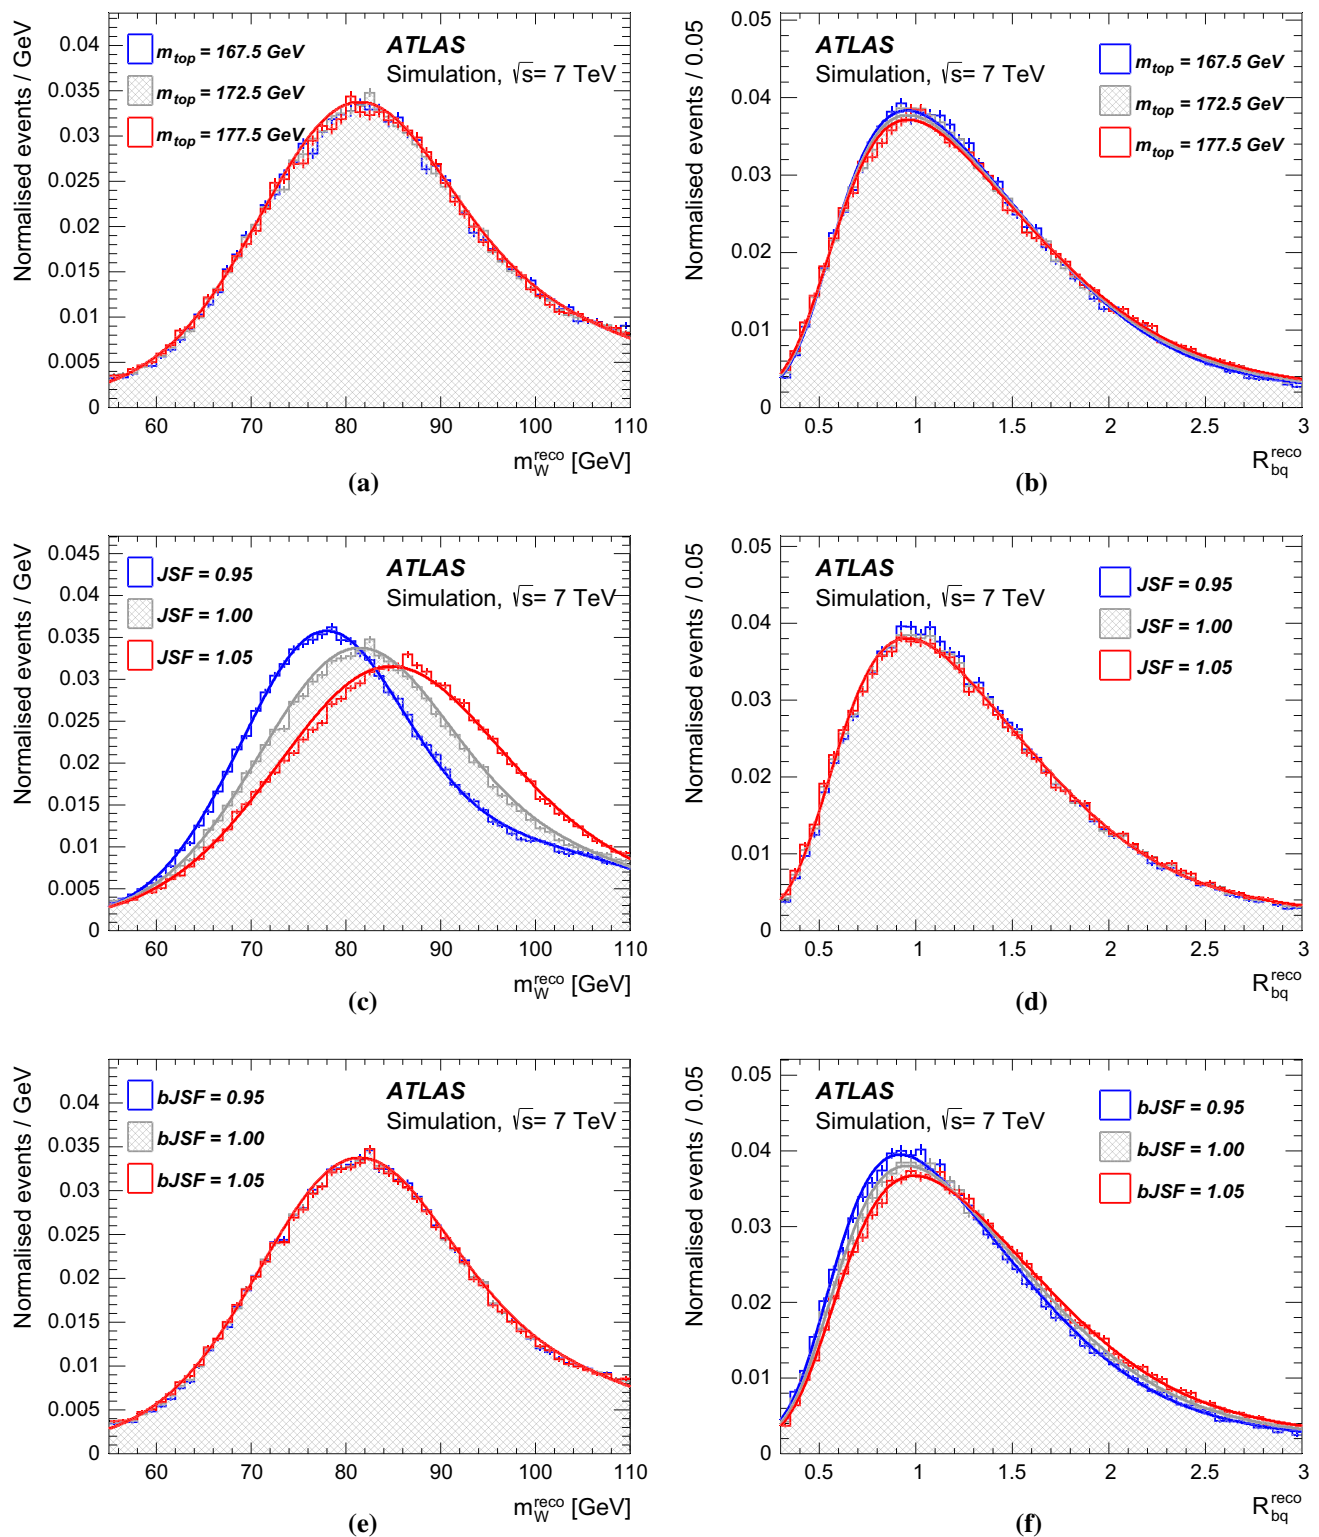 Normalised events / GeV
0.04
0.035
0.03
0.025
0.02
0.015
0.01
0.005
0
m_top = 167.5 GeV
m_top = 172.5 GeV
m_top = 177.5 GeV
ATLAS
Simulation, √s= 7 TeV
60 70 80 90 100 110
m_W^reco [GeV]
(a)
Normalised events / 0.05
0.05
0.04
0.03
0.02
0.01
0
ATLAS
Simulation, √s= 7 TeV
m_top = 167.5 GeV
m_top = 172.5 GeV
m_top = 177.5 GeV
0.5 1 1.5 2 2.5 3
R_bq^reco
(b)
Normalised events / GeV
0.045
0.04
0.035
0.03
0.025
0.02
0.015
0.01
0.005
0
JSF = 0.95
JSF = 1.00
JSF = 1.05
ATLAS
Simulation, √s= 7 TeV
60 70 80 90 100 110
m_W^reco [GeV]
(c)
Normalised events / 0.05
0.05
0.04
0.03
0.02
0.01
0
ATLAS
Simulation, √s= 7 TeV
JSF = 0.95
JSF = 1.00
JSF = 1.05
0.5 1 1.5 2 2.5 3
R_bq^reco
(d)
Normalised events / GeV
0.04
0.035
0.03
0.025
0.02
0.015
0.01
0.005
0
bJSF = 0.95
bJSF = 1.00
bJSF = 1.05
ATLAS
Simulation, √s= 7 TeV
60 70 80 90 100 110
m_W^reco [GeV]
(e)
Normalised events / 0.05
0.05
0.04
0.03
0.02
0.01
0
ATLAS
Simulation, √s= 7 TeV
bJSF = 0.95
bJSF = 1.00
bJSF = 1.05
0.5 1 1.5 2 2.5 3
R_bq^reco
(f)